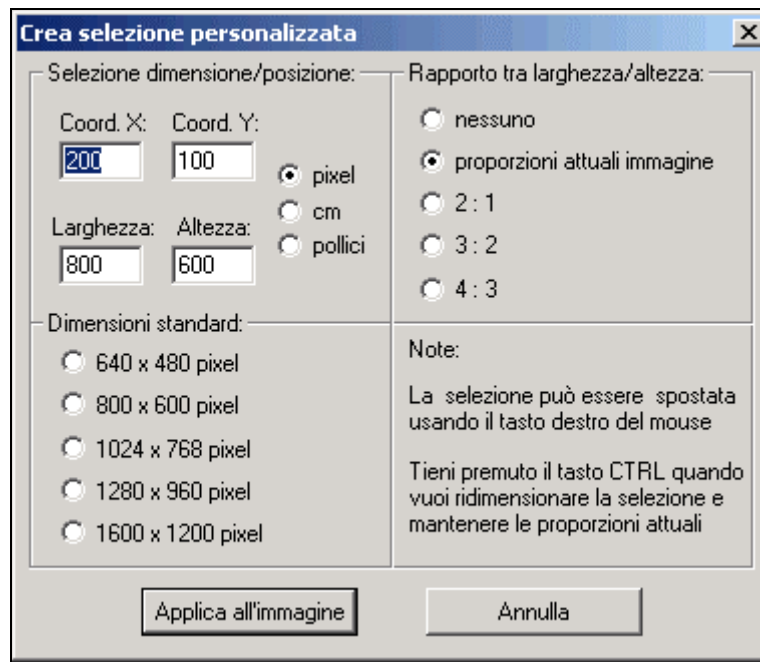 Crea selezione personalizzata
Selezione dimensione/posizione:
Coord. X: Coord. Y:
200 100
pixel
cm
pollici
Larghezza: Altezza:
800 600
Rapporto tra larghezza/altezza:
nessuno
proporzioni attuali immagine
2 : 1
3 : 2
4 : 3
Dimensioni standard:
640 x 480 pixel
800 x 600 pixel
1024 x 768 pixel
1280 x 960 pixel
1600 x 1200 pixel
Note:
La selezione può essere spostata
usando il tasto destro del mouse
Tieni premuto il tasto CTRL quando
vuoi ridimensionare la selezione e
mantenere le proporzioni attuali
Applica all'immagine
Annulla